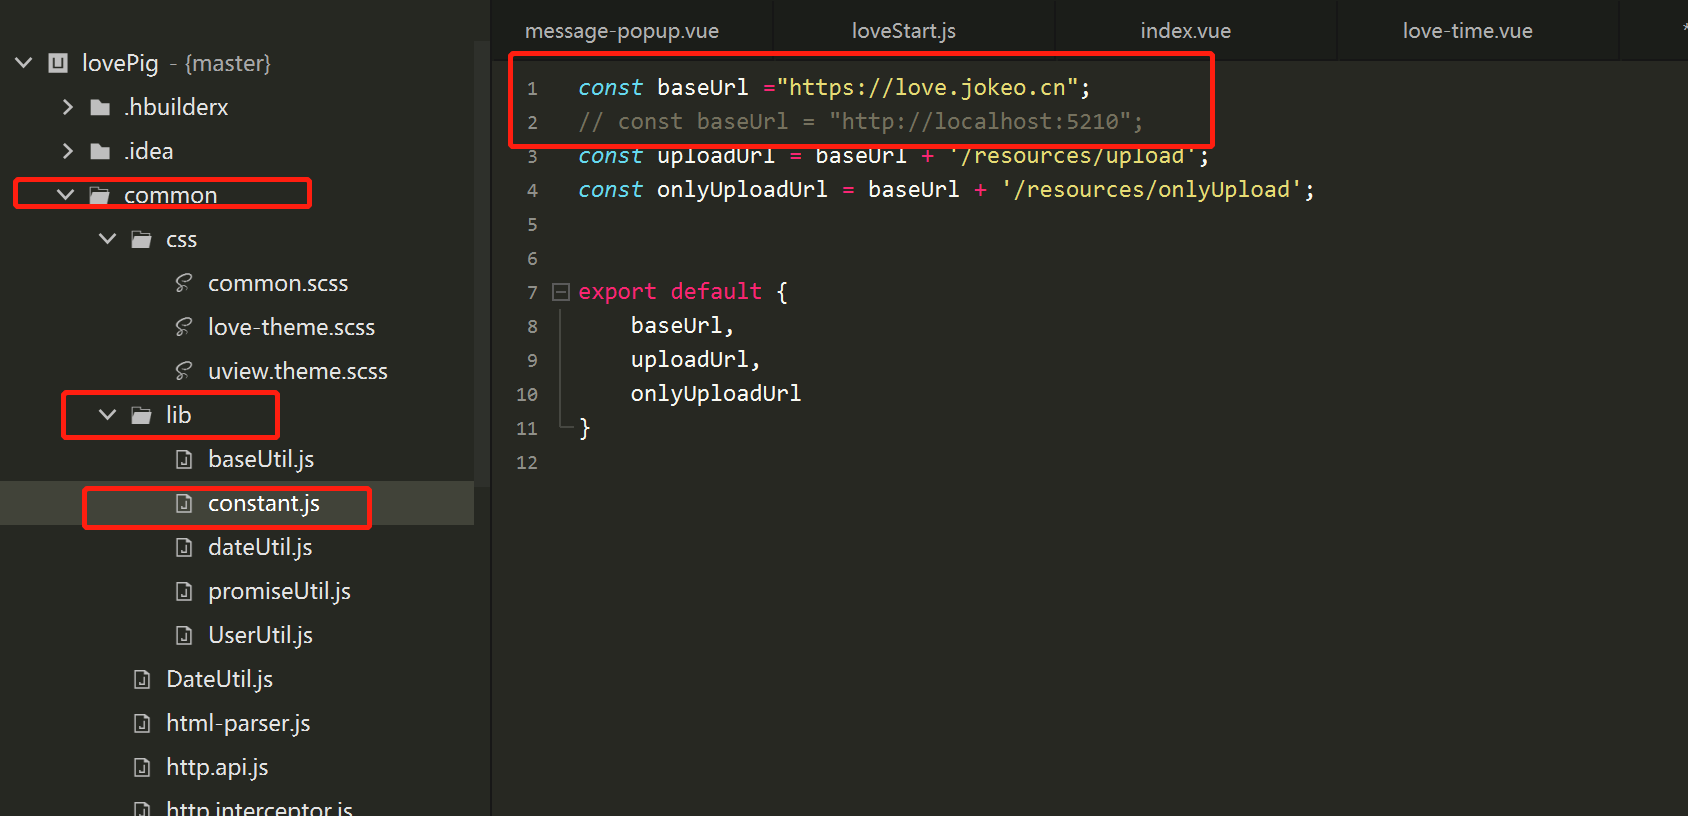 message-popup.vue
loveStart.js
index.vue
love-time.vue
lovePig - {master}
.hbuilderx
.idea
common
css
common.scss
love-theme.scss
uview.theme.scss
lib
baseUtil.js
constant.js
dateUtil.js
promiseUtil.js
UserUtil.js
DateUtil.js
html-parser.js
http.api.js
http.interceptor.js
1 const baseUrl ="https://love.jokeo.cn";
2 // const baseUrl = "http://localhost:5210";
3 const uploadUrl = baseUrl + '/resources/upload';
4 const onlyUploadUrl = baseUrl + '/resources/onlyUpload';
5
6
7 export default {
8 baseUrl,
9 uploadUrl,
10 onlyUploadUrl
11 }
12